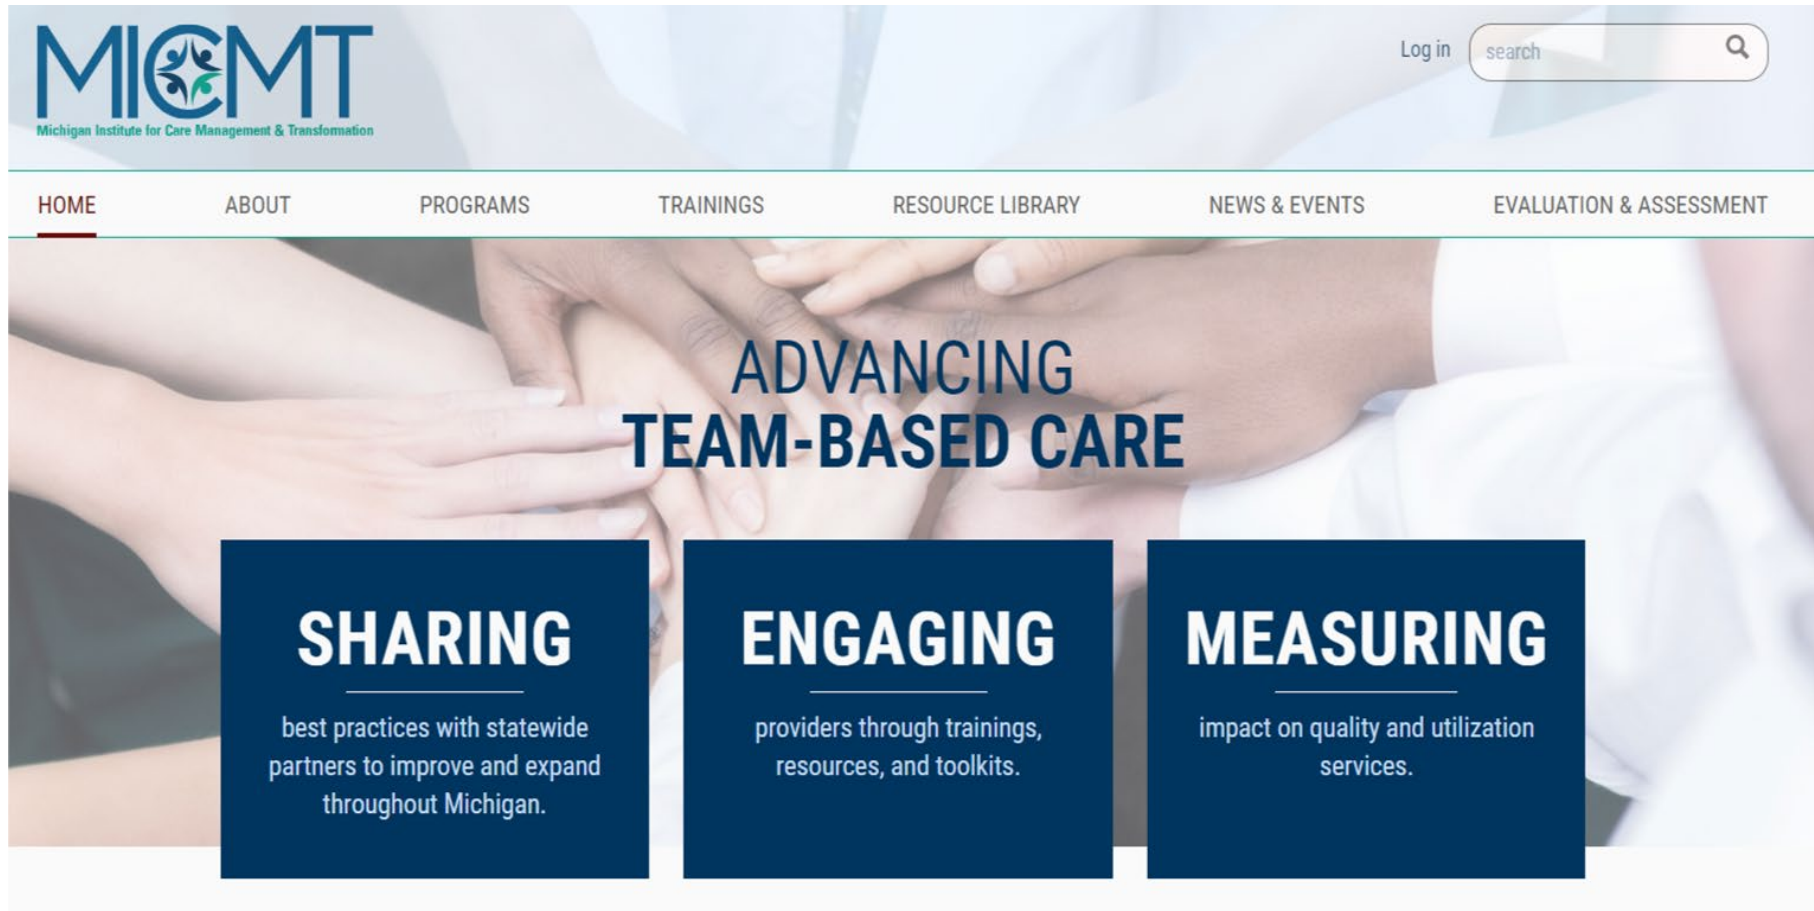 MICMT
Michigan Institute for Care Management & Transformation
Log in
search
HOME
ABOUT
PROGRAMS
TRAININGS
RESOURCE LIBRARY
NEWS & EVENTS
EVALUATION & ASSESSMENT
ADVANCING
TEAM-BASED CARE
SHARING
best practices with statewide
partners to improve and expand
throughout Michigan.
ENGAGING
providers through trainings,
resources, and toolkits.
MEASURING
impact on quality and utilization
services.